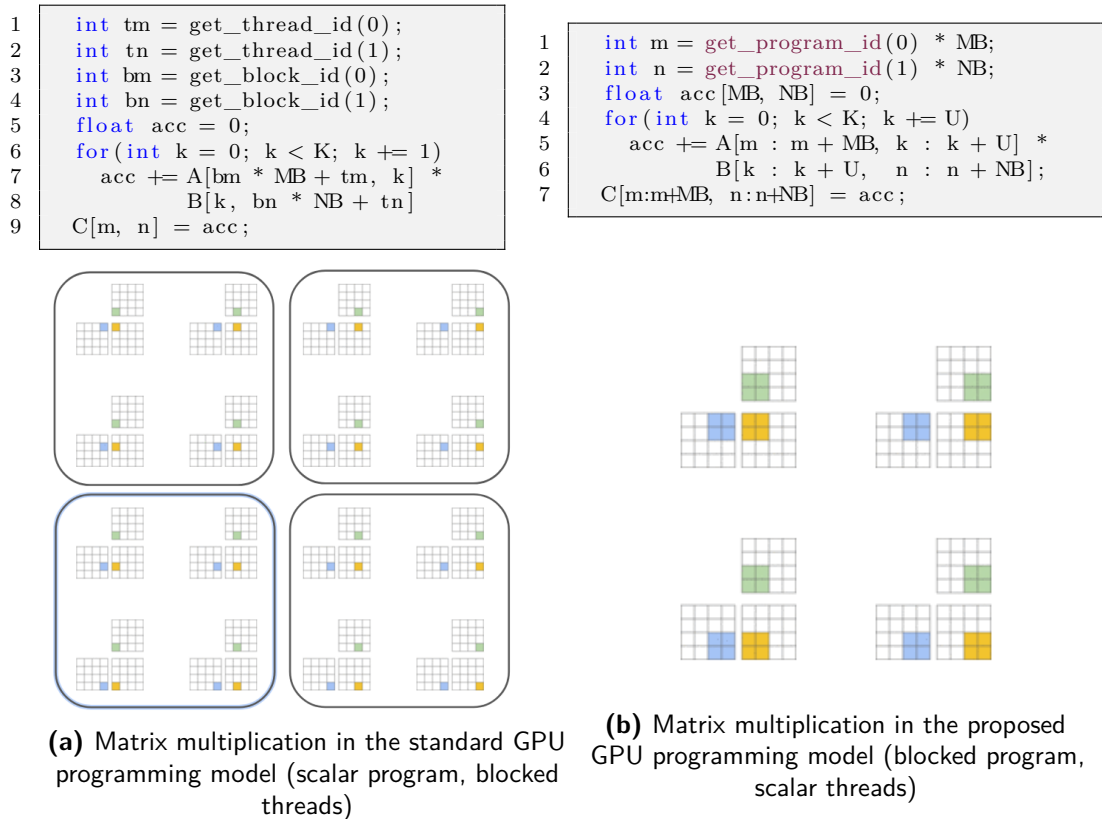 1 int tm = get_thread_id(0);
2 int tn = get_thread_id(1);
3 int bm = get_block_id(0);
4 int bn = get_block_id(1);
5 float acc = 0;
6 for(int k = 0; k < K; k += 1)
7 acc += A[bm * MB + tm, k] *
8 B[k, bn * NB + tn]
9 C[m, n] = acc;
1 int m = get_program_id(0) * MB;
2 int n = get_program_id(1) * NB;
3 float acc[MB, NB] = 0;
4 for(int k = 0; k < K; k += U)
5 acc += A[m : m + MB, k : k + U] *
6 B[k : k + U, n : n + NB];
7 C[m:m+MB, n:n+NB] = acc;
(a) Matrix multiplication in the standard GPU
programming model (scalar program, blocked
threads)
(b) Matrix multiplication in the proposed
GPU programming model (blocked program,
scalar threads)